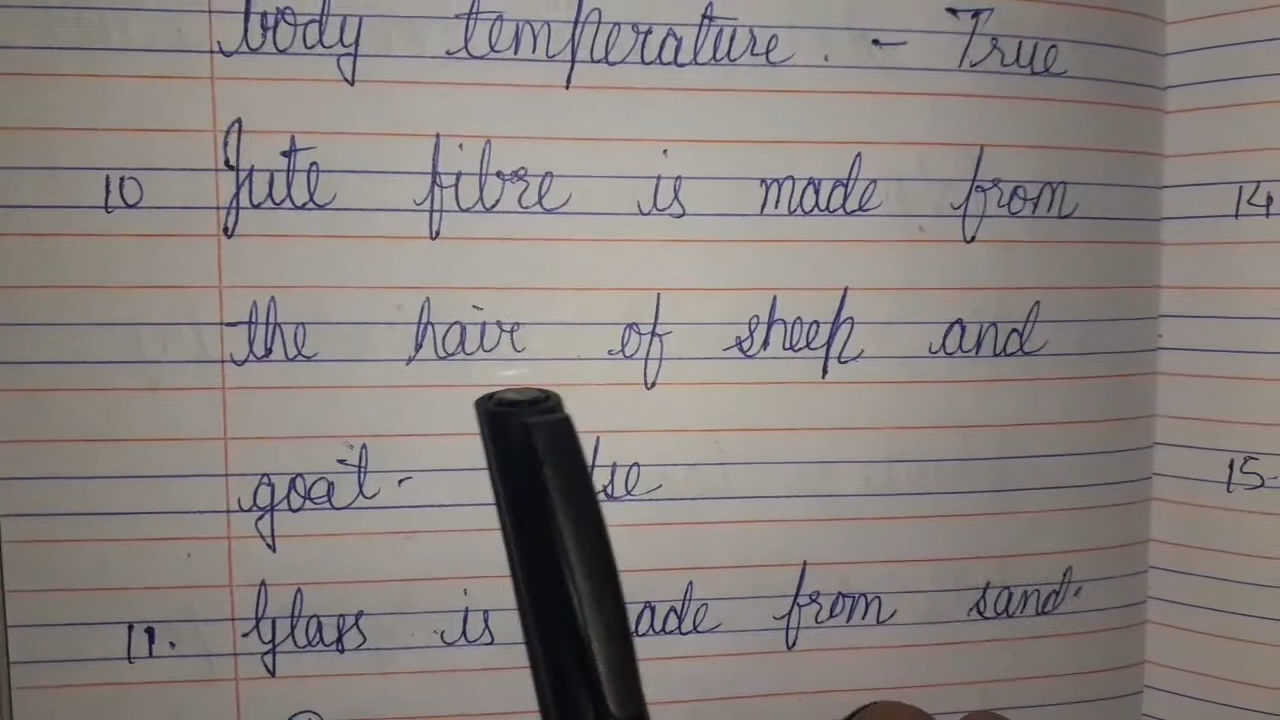 body temperature. - True
10 Jute fibre is made from
the hair of sheep and
goat-
11. Glass is from sand.
14
15.